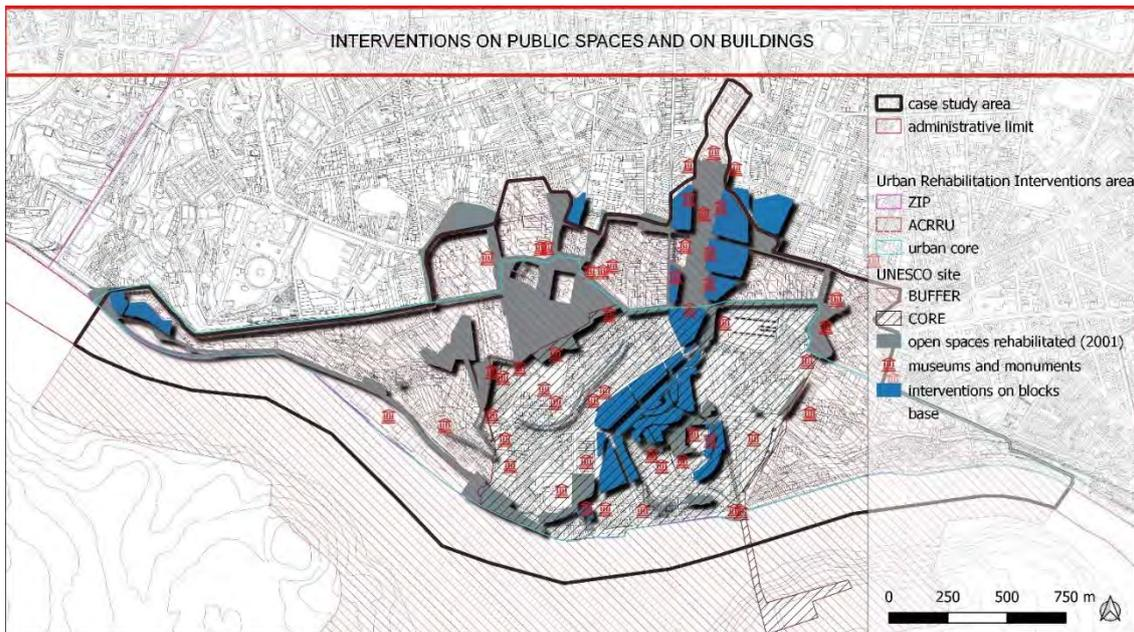 INTERVENTIONS ON PUBLIC SPACES AND ON BUILDINGS
case study area
administrative limit
Urban Rehabilitation Interventions area
ZIP
ACRRU
urban core
UNESCO site
BUFFER
CORE
open spaces rehabilitated (2001)
museums and monuments
interventions on blocks
base
0 250 500 750 m